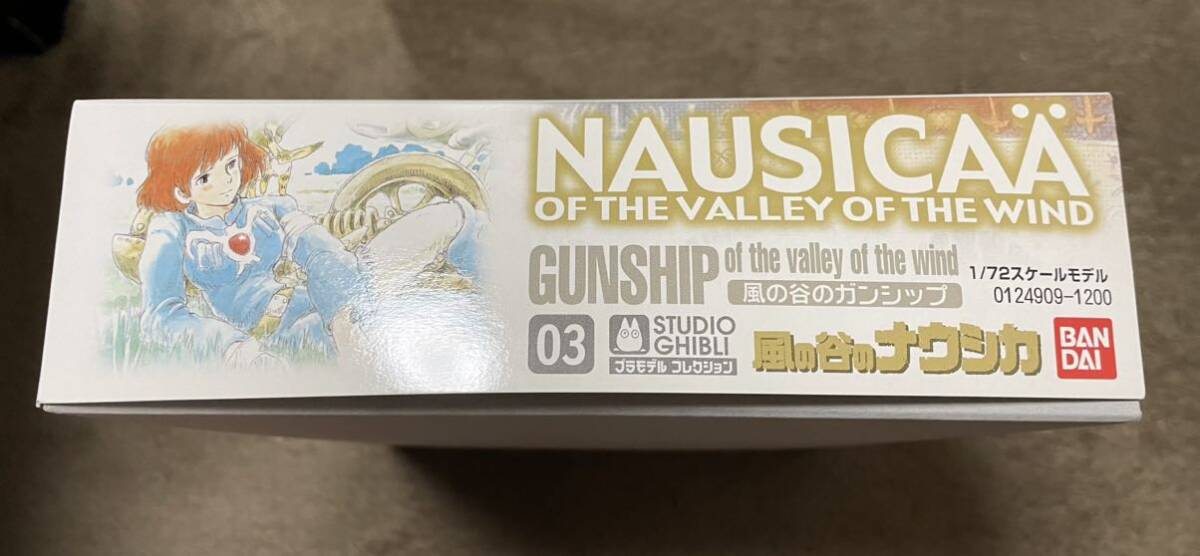 NAUSICAÄ
OF THE VALLEY OF THE WIND
GUNSHIP of the valley of the wind
風の谷のガンシップ
1/72スケールモデル
0124909-1200
03
STUDIO
GHIBLI
プラモデル コレクション
風の谷のナウシカ
BAN
DAI